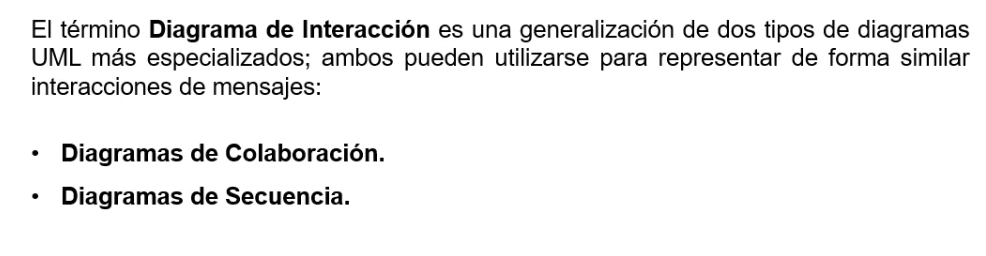 El término Diagrama de Interacción es una generalización de dos tipos de diagramas
UML más especializados; ambos pueden utilizarse para representar de forma similar
interacciones de mensajes:
• Diagramas de Colaboración.
• Diagramas de Secuencia.